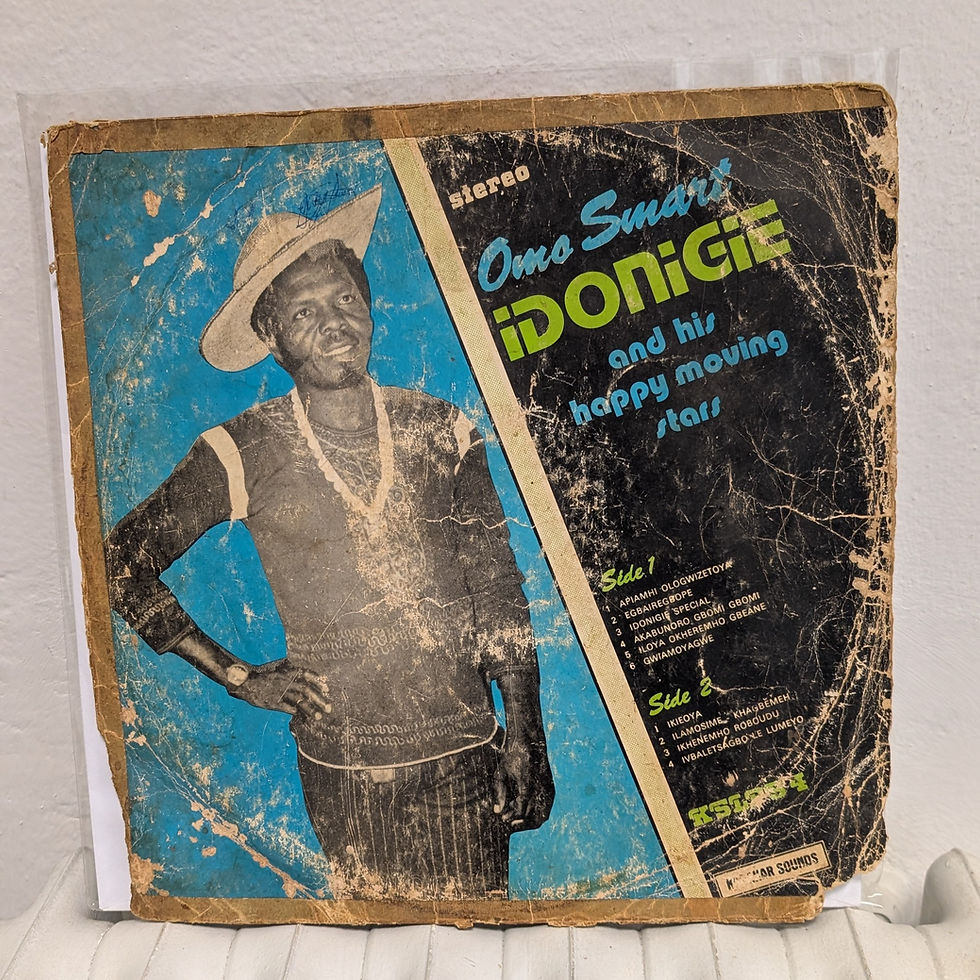 stereo
Omo Smart
iDONiGiE
and his
happy moving
stars
Side 1
1 APIAMHI OLOGWIZETOYA
2 EGBAIREGBOPE
3 IDONIGIE SPECIAL
4 AKABUNORO GBOMI GBOMI
5 ILOYA OKHEREMHO GBEANE
6 GWIAMOYAGWE
Side 2
1 IKIEOYA
2 ILAMOSIME
3 IKHENEMHO ROBOUDU
4 IVBALETSAGBO LUMEYO
SOUNDS